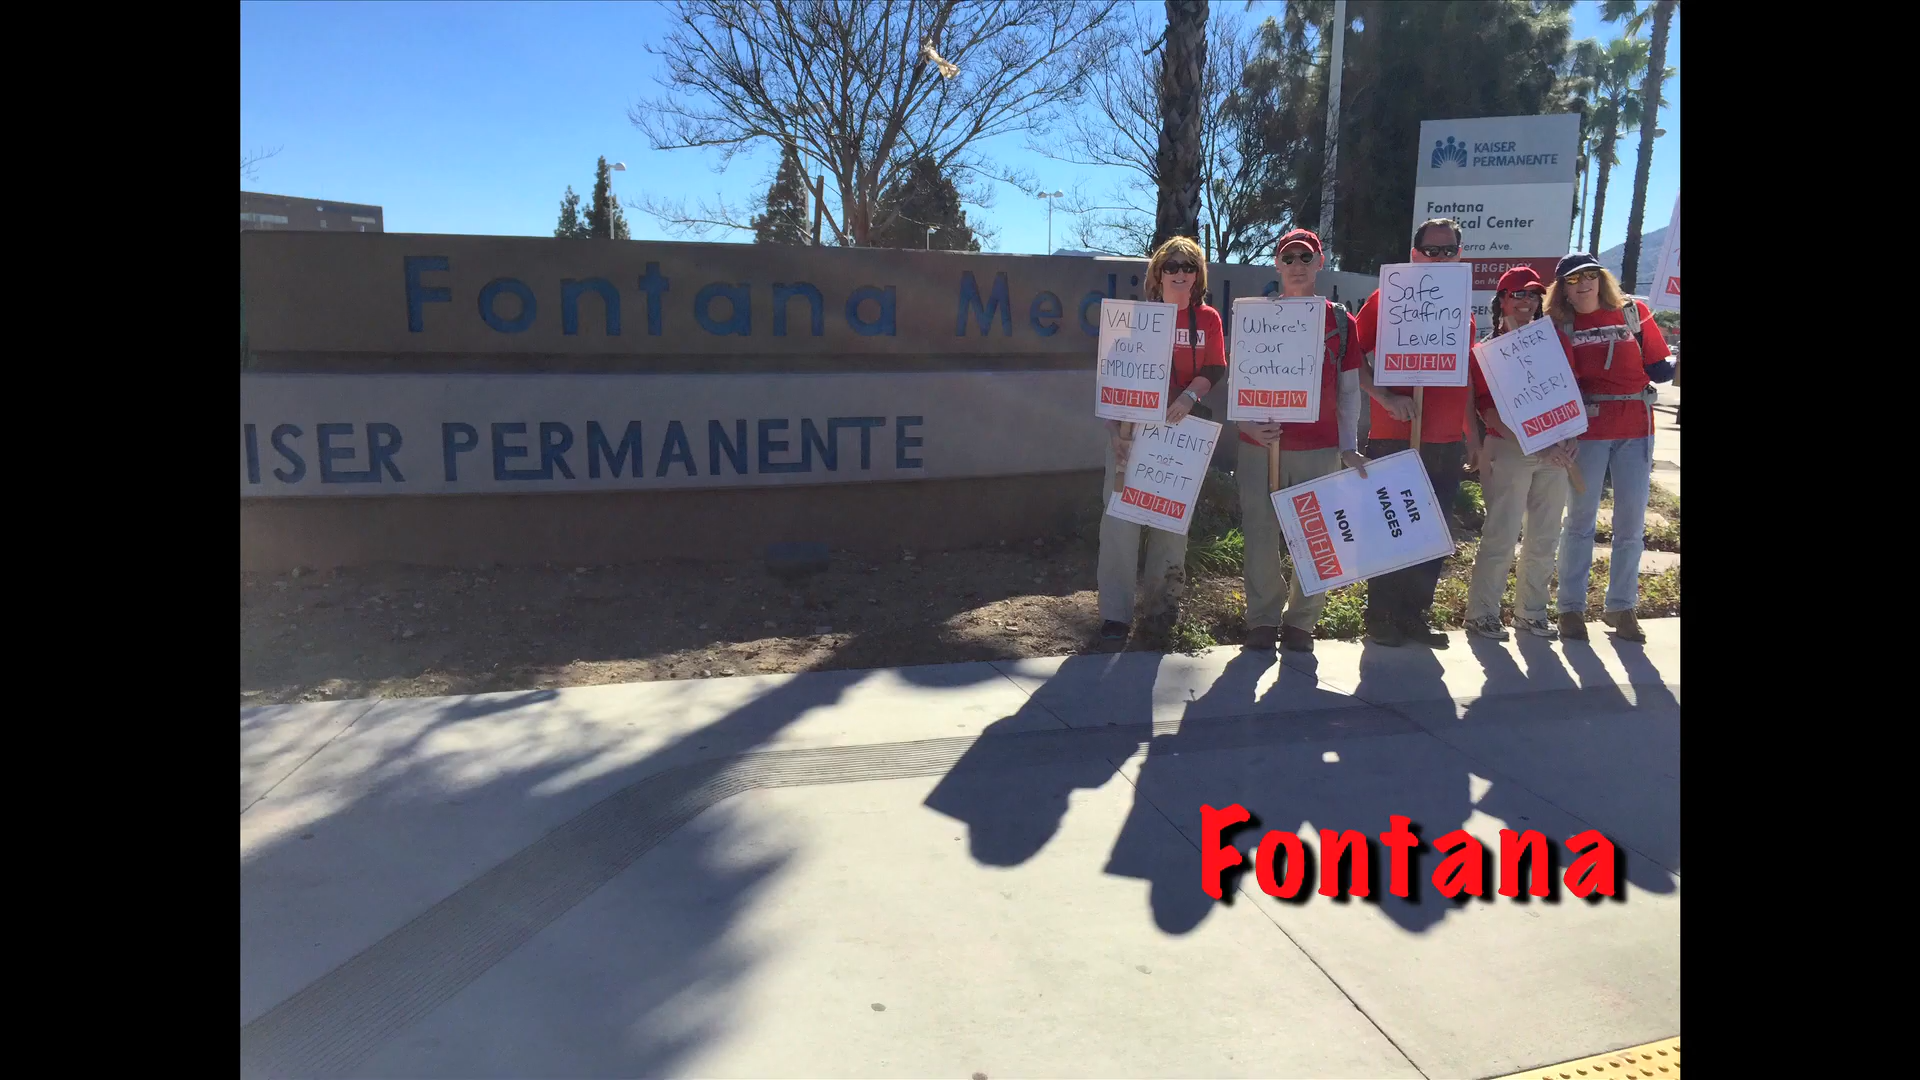 Fontana Med
ISER PERMANENTE
KAISER
PERMANENTE
Fontana
ical Center
erra Ave.
ERGENCY
VALUE
YOUR
EMPLOYEES
NUHW
PATIENTS
-not-
PROFIT
NUHW
? ?
Where's
? our
Contract?
?
NUHW
Safe
Staffing
Levels
NUHW
FAIR
WAGES
NOW
NUHW
KAISER
IS
A
MISER!
NUHW
Fontana